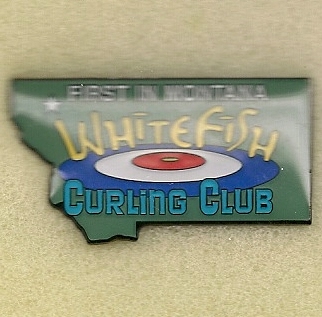 FIRST IN MONTANA
WHiTEFiSH
CURLiNG CLUB